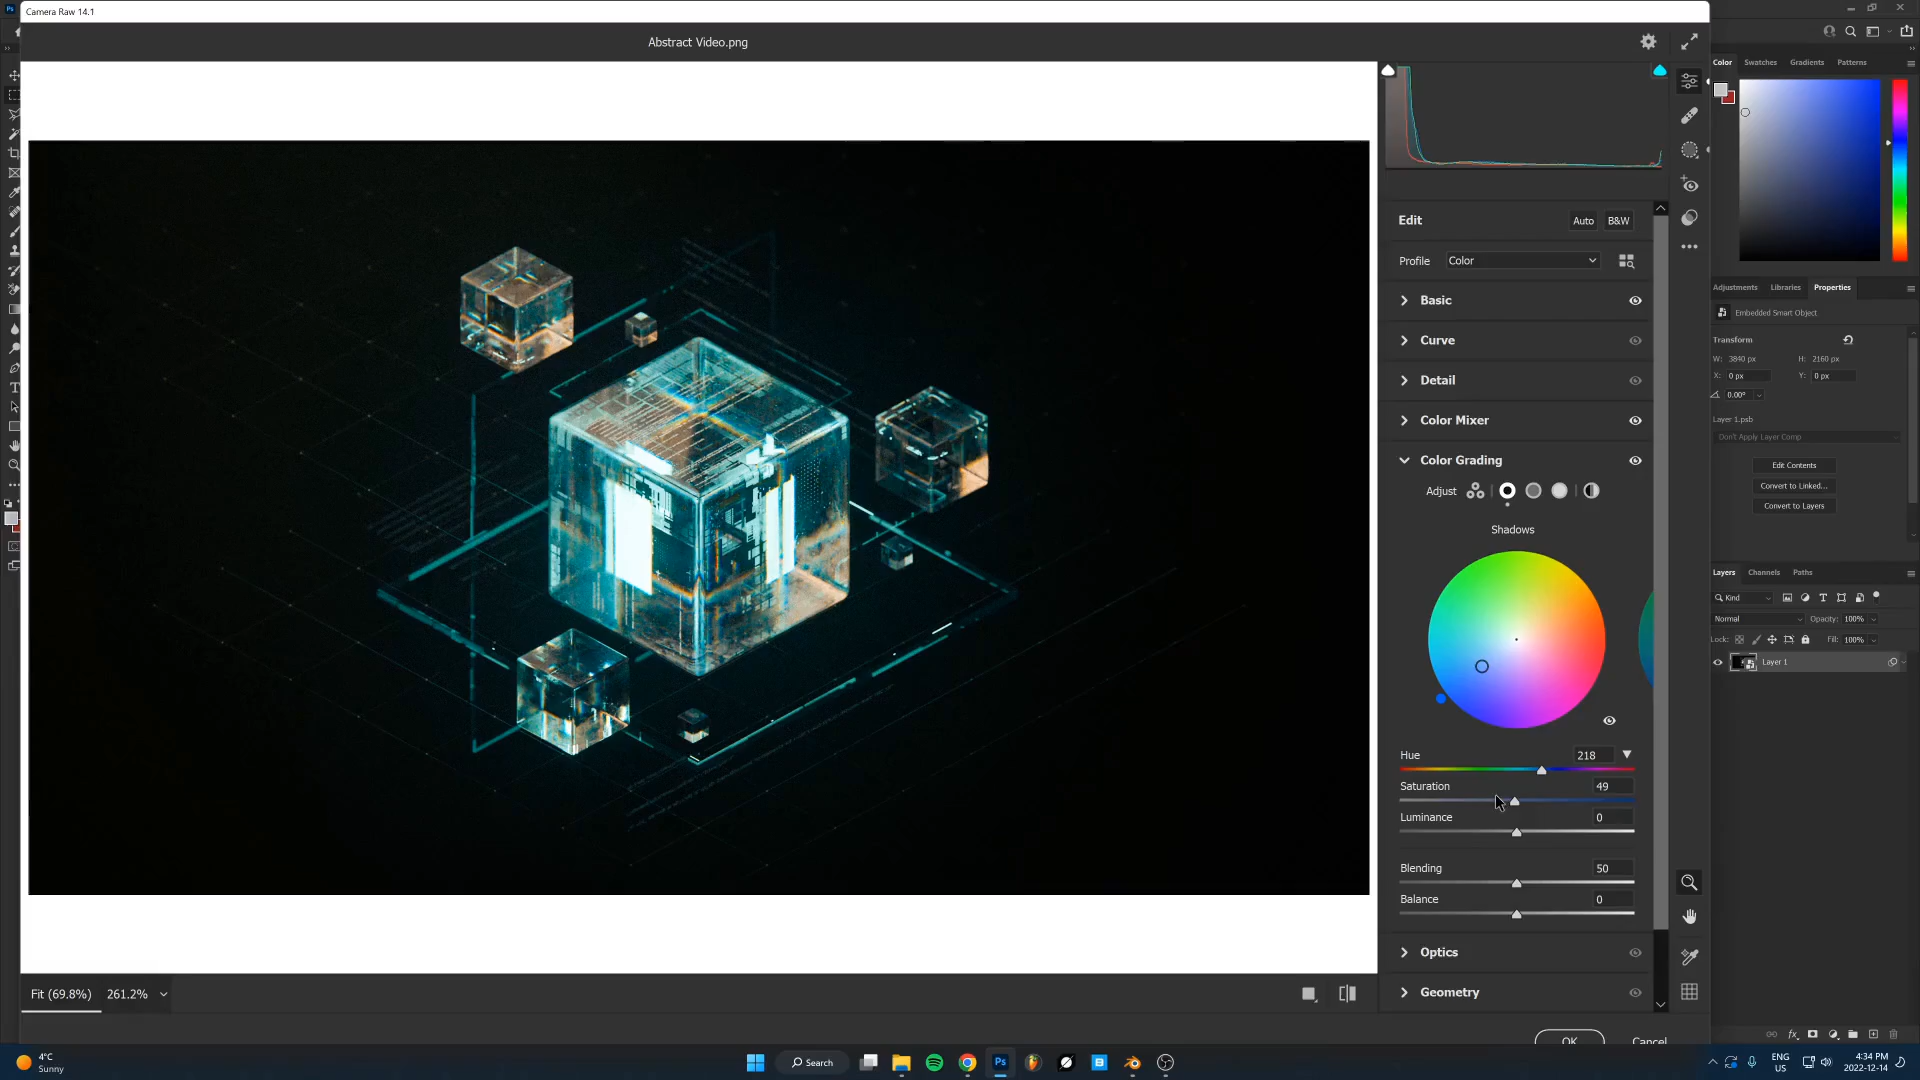 Ps
Camera Raw 14.1
Abstract Video.png
Edit
Auto
B&W
Profile
Color
Basic
Curve
Detail
Color Mixer
Color Grading
Adjust
Shadows
Hue
218
Saturation
49
Luminance
0
Blending
50
Balance
0
Optics
Geometry
Fit (69.8%)
261.2%
OK
Cancel
Color
Swatches
Gradients
Patterns
Adjustments
Libraries
Properties
Embedded Smart Object
Transform
W: 3840 px
H: 2160 px
X: 0 px
Y: 0 px
0.00°
Layer 1.psb
Don't Apply Layer Comp
Edit Contents
Convert to Linked...
Convert to Layers
Layers
Channels
Paths
Kind
Normal
Opacity: 100%
Lock:
Fill: 100%
Layer 1
fx
4°C
Sunny
Search
Ps
B
ENG
US
4:34 PM
2022-12-14